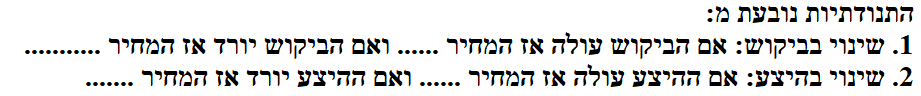 התנודתיות נובעת מ:
1. שינוי בביקוש: אם הביקוש עולה אז המחיר ...... ואם הביקוש יורד אז המחיר ...........
2. שינוי בהיצע: אם ההיצע עולה אז המחיר ...... ואם ההיצע יורד אז המחיר .......